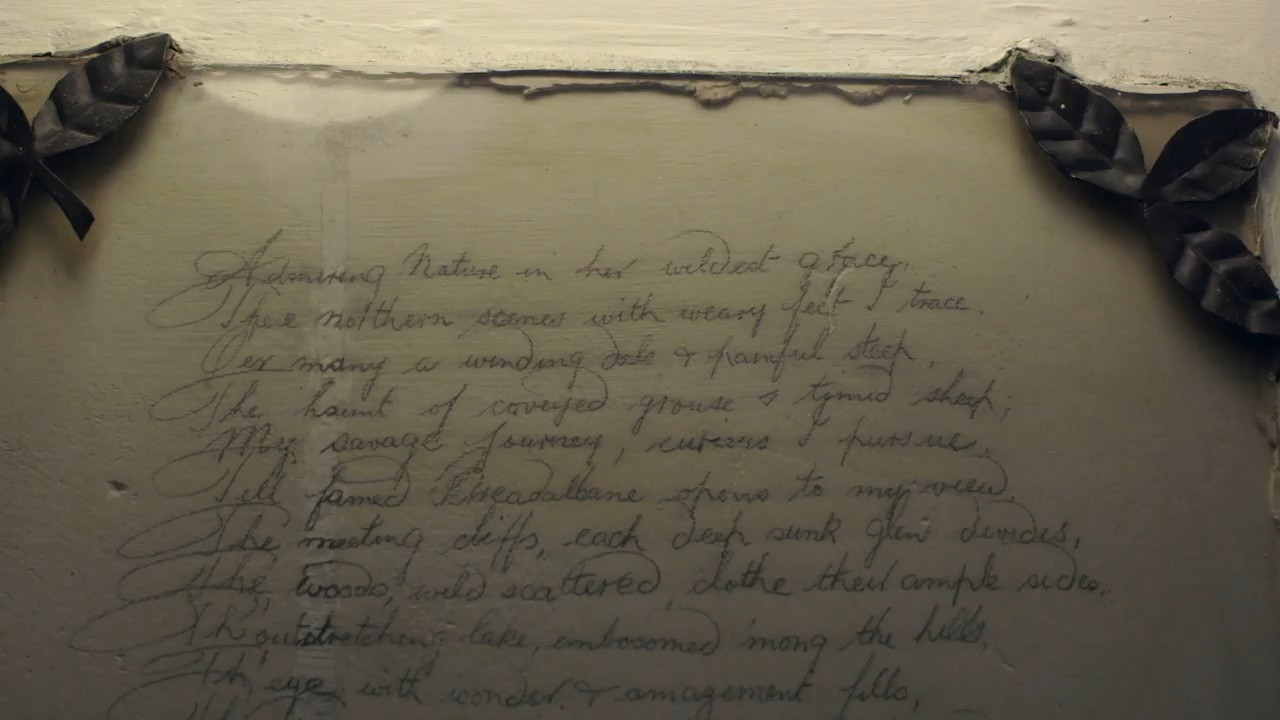 Admiring Nature in her wildest grace,
These northern scenes with weary feet I trace.
Oer many a winding dale & painful steep,
The haunt of coveyed grouse & tymid sheep;
My savage journey, curious I pursue,
Till famed Breadalbane opens to my view.
The meeting cliffs, each deep sunk glen divides,
The woods, wild scattered, clothe their ample sides.
Th' outstretching lake, embosomed 'mong the hills,
Th' eye with wonder & amazement fills,